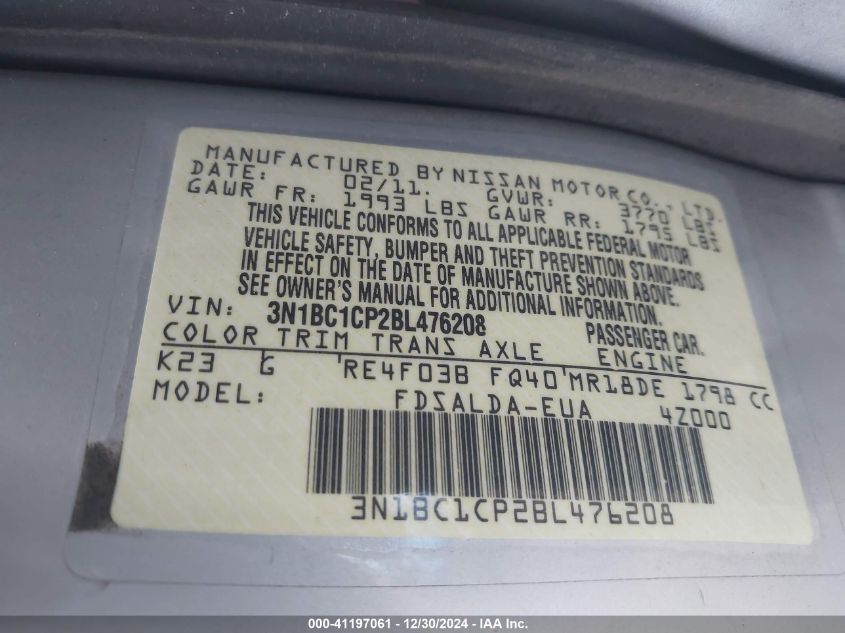 MANUFACTURED BY NISSAN MOTOR CO., LTD.
DATE: 02/11. GVWR: 3770 LBS
GAWR FR: 1993 LBS GAWR RR: 1795 LBS
THIS VEHICLE CONFORMS TO ALL APPLICABLE FEDERAL MOTOR
VEHICLE SAFETY, BUMPER AND THEFT PREVENTION STANDARDS
IN EFFECT ON THE DATE OF MANUFACTURE SHOWN ABOVE.
SEE OWNER'S MANUAL FOR ADDITIONAL INFORMATION.
VIN: 3N1BC1CP2BL476208 PASSENGER CAR.
COLOR TRIM TRANS AXLE ENGINE
K23 G RE4F03B FQ40 MR18DE 1798 CC
MODEL: FDSALDA-EUA 4Z000
3N1BC1CP2BL476208
000-41197061 - 12/30/2024 - IAA Inc.